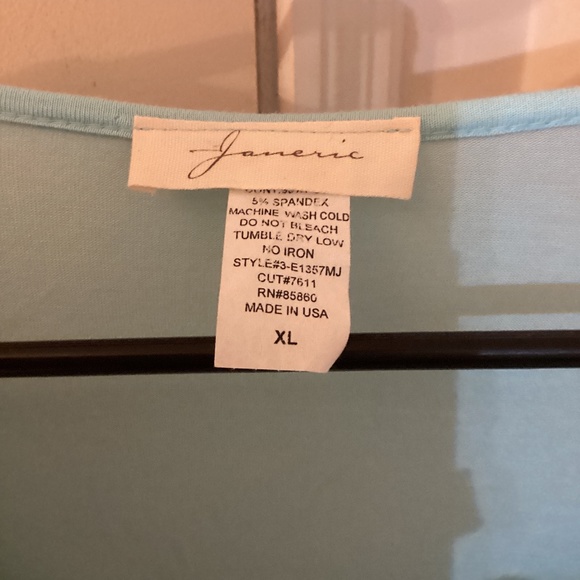 Janeric
5% SPANDEX
MACHINE WASH COLD
DO NOT BLEACH
TUMBLE DRY LOW
NO IRON
STYLE#3-E1357MJ
CUT#7611
RN#85860
MADE IN USA
XL